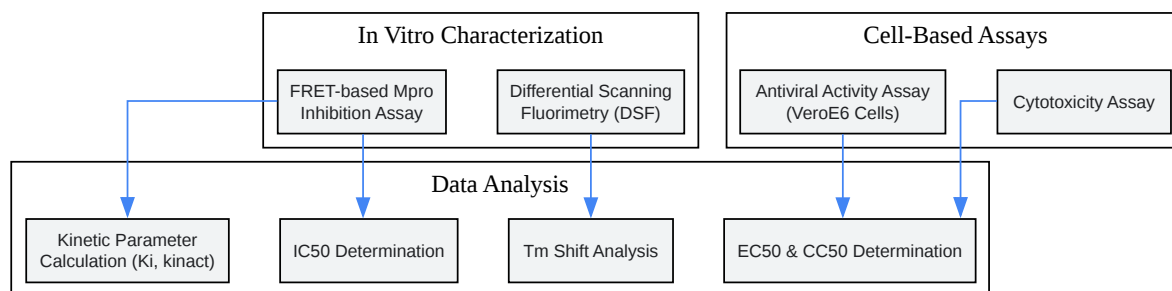 In Vitro Characterization
Cell-Based Assays
FRET-based Mpro
Inhibition Assay
Differential Scanning
Fluorimetry (DSF)
Antiviral Activity Assay
(VeroE6 Cells)
Cytotoxicity Assay
Data Analysis
Kinetic Parameter
Calculation (Ki, kinact)
IC50 Determination
Tm Shift Analysis
EC50 & CC50 Determination